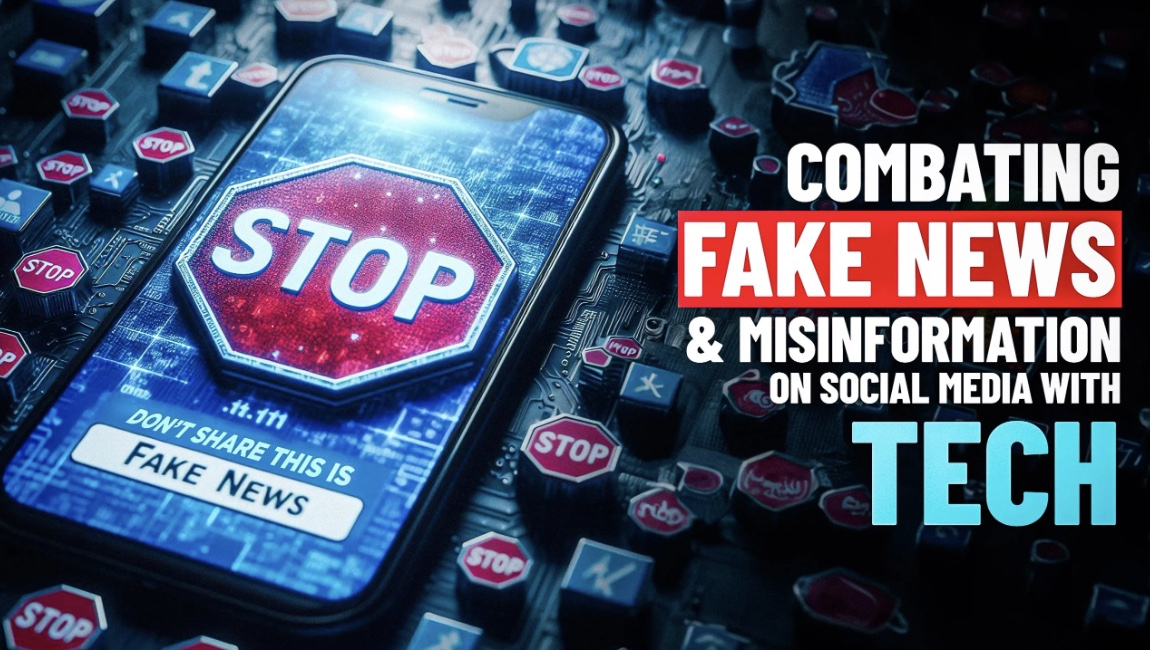 STOP
DON'T SHARE THIS IS
FAKE NEWS
COMBATING
FAKE NEWS
& MISINFORMATION
ON SOCIAL MEDIA WITH
TECH
STOP
STOP
STOP
STOP
STOP
STOP
STOP